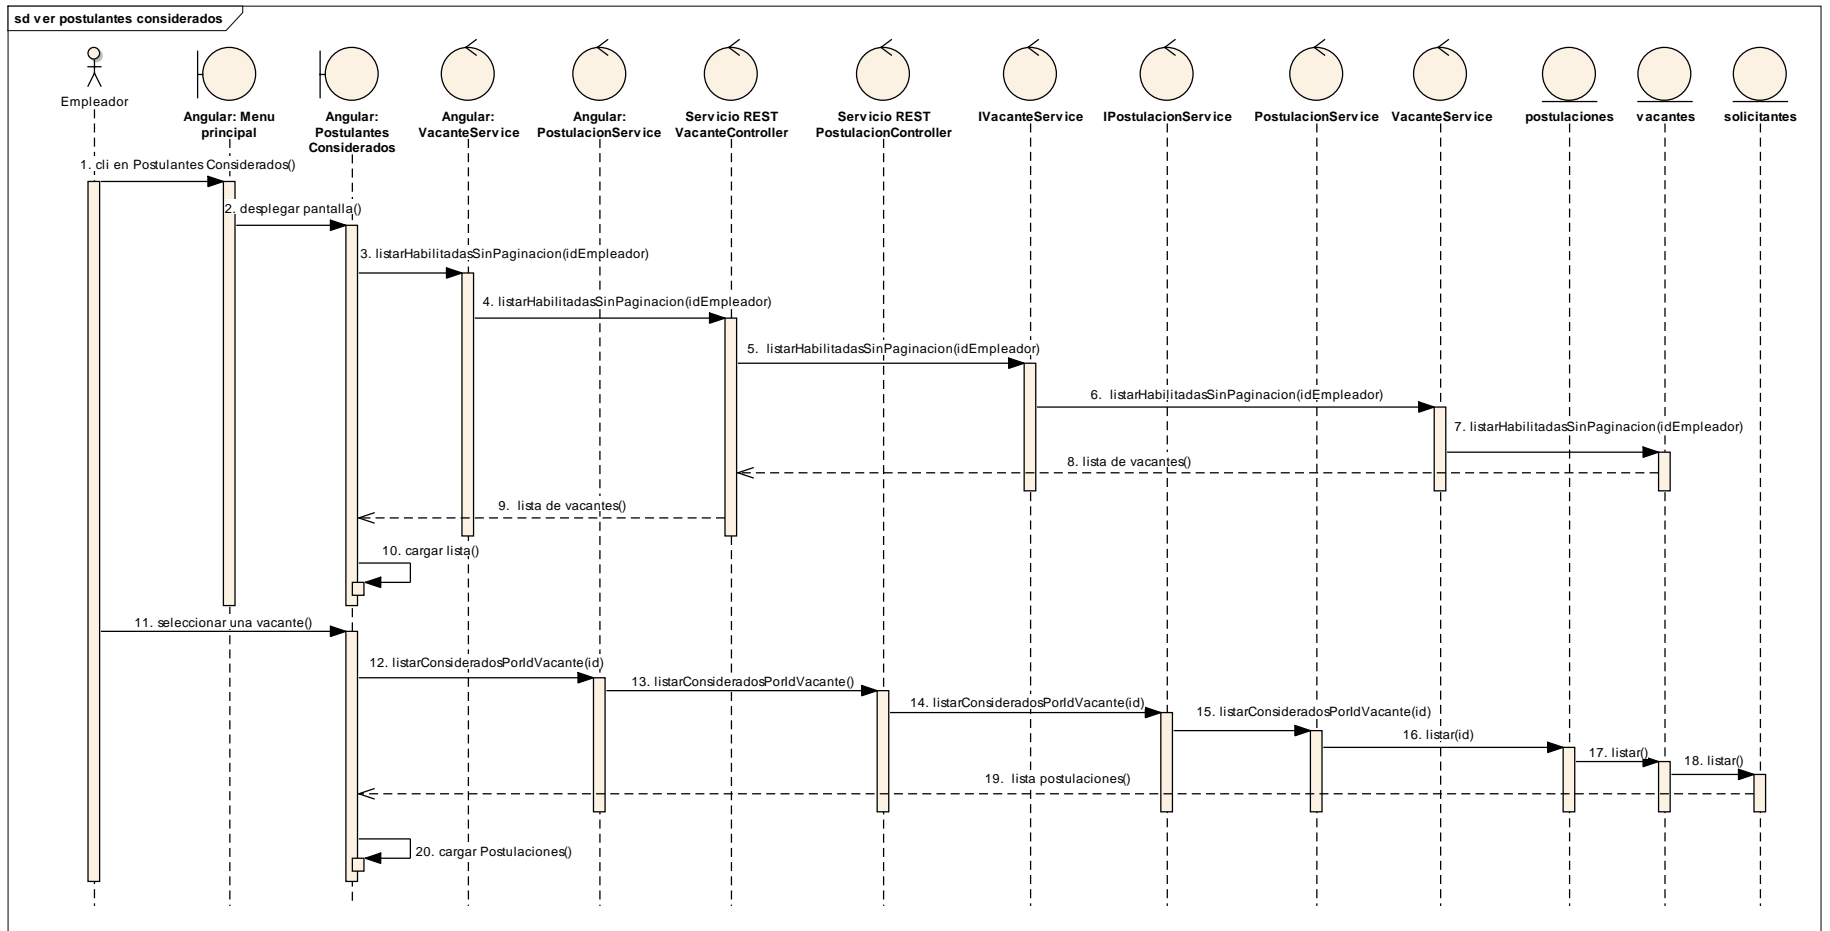 sd ver postulantes considerados
Empleador
Angular: Menu
principal
Angular:
Postulantes
Considerados
Angular:
VacanteService
Angular:
PostulacionService
Servicio REST
VacanteController
Servicio REST
PostulacionController
IVacanteService
IPostulacionService
PostulacionService
VacanteService
postulaciones
vacantes
solicitantes
1. cli en Postulantes Considerados()
2. desplegar pantalla()
3. listarHabilitadasSinPaginacion(idEmpleador)
4. listarHabilitadasSinPaginacion(idEmpleador)
5. listarHabilitadasSinPaginacion(idEmpleador)
6. listarHabilitadasSinPaginacion(idEmpleador)
7. listarHabilitadasSinPaginacion(idEmpleador)
8. lista de vacantes()
9. lista de vacantes()
10. cargar lista()
11. seleccionar una vacante()
12. listarConsideradosPorIdVacante(id)
13. listarConsideradosPorIdVacante()
14. listarConsideradosPorIdVacante(id)
15. listarConsideradosPorIdVacante(id)
16. listar(id)
17. listar()
18. listar()
19. lista postulaciones()
20. cargar Postulaciones()